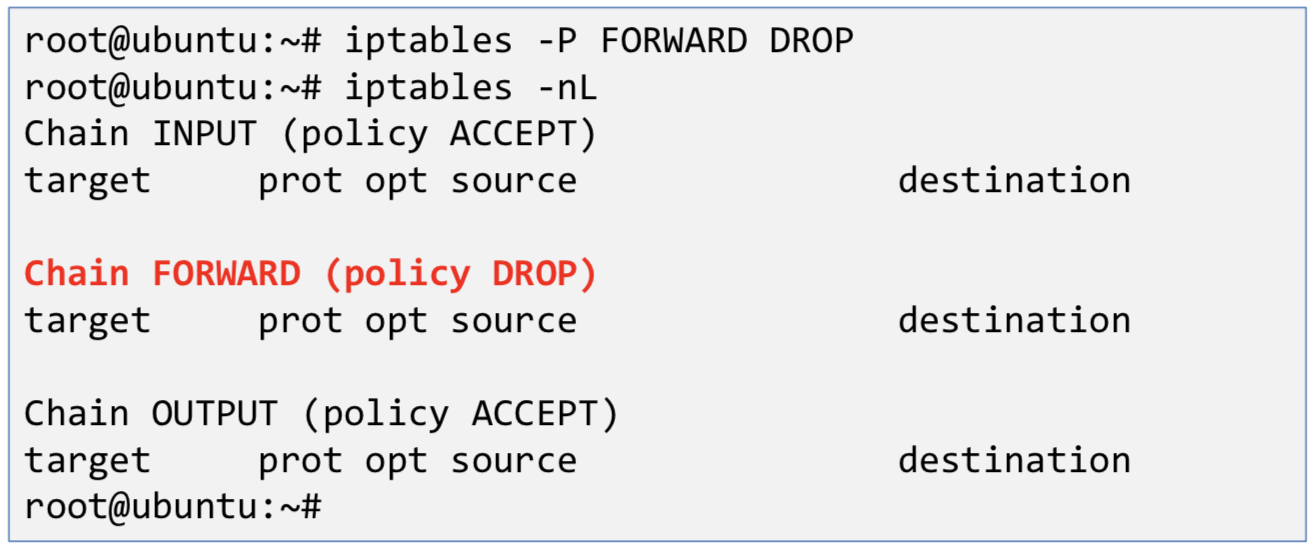 root@ubuntu:~# iptables -P FORWARD DROP
root@ubuntu:~# iptables -nL
Chain INPUT (policy ACCEPT)
target     prot opt source               destination

Chain FORWARD (policy DROP)
target     prot opt source               destination

Chain OUTPUT (policy ACCEPT)
target     prot opt source               destination
root@ubuntu:~#